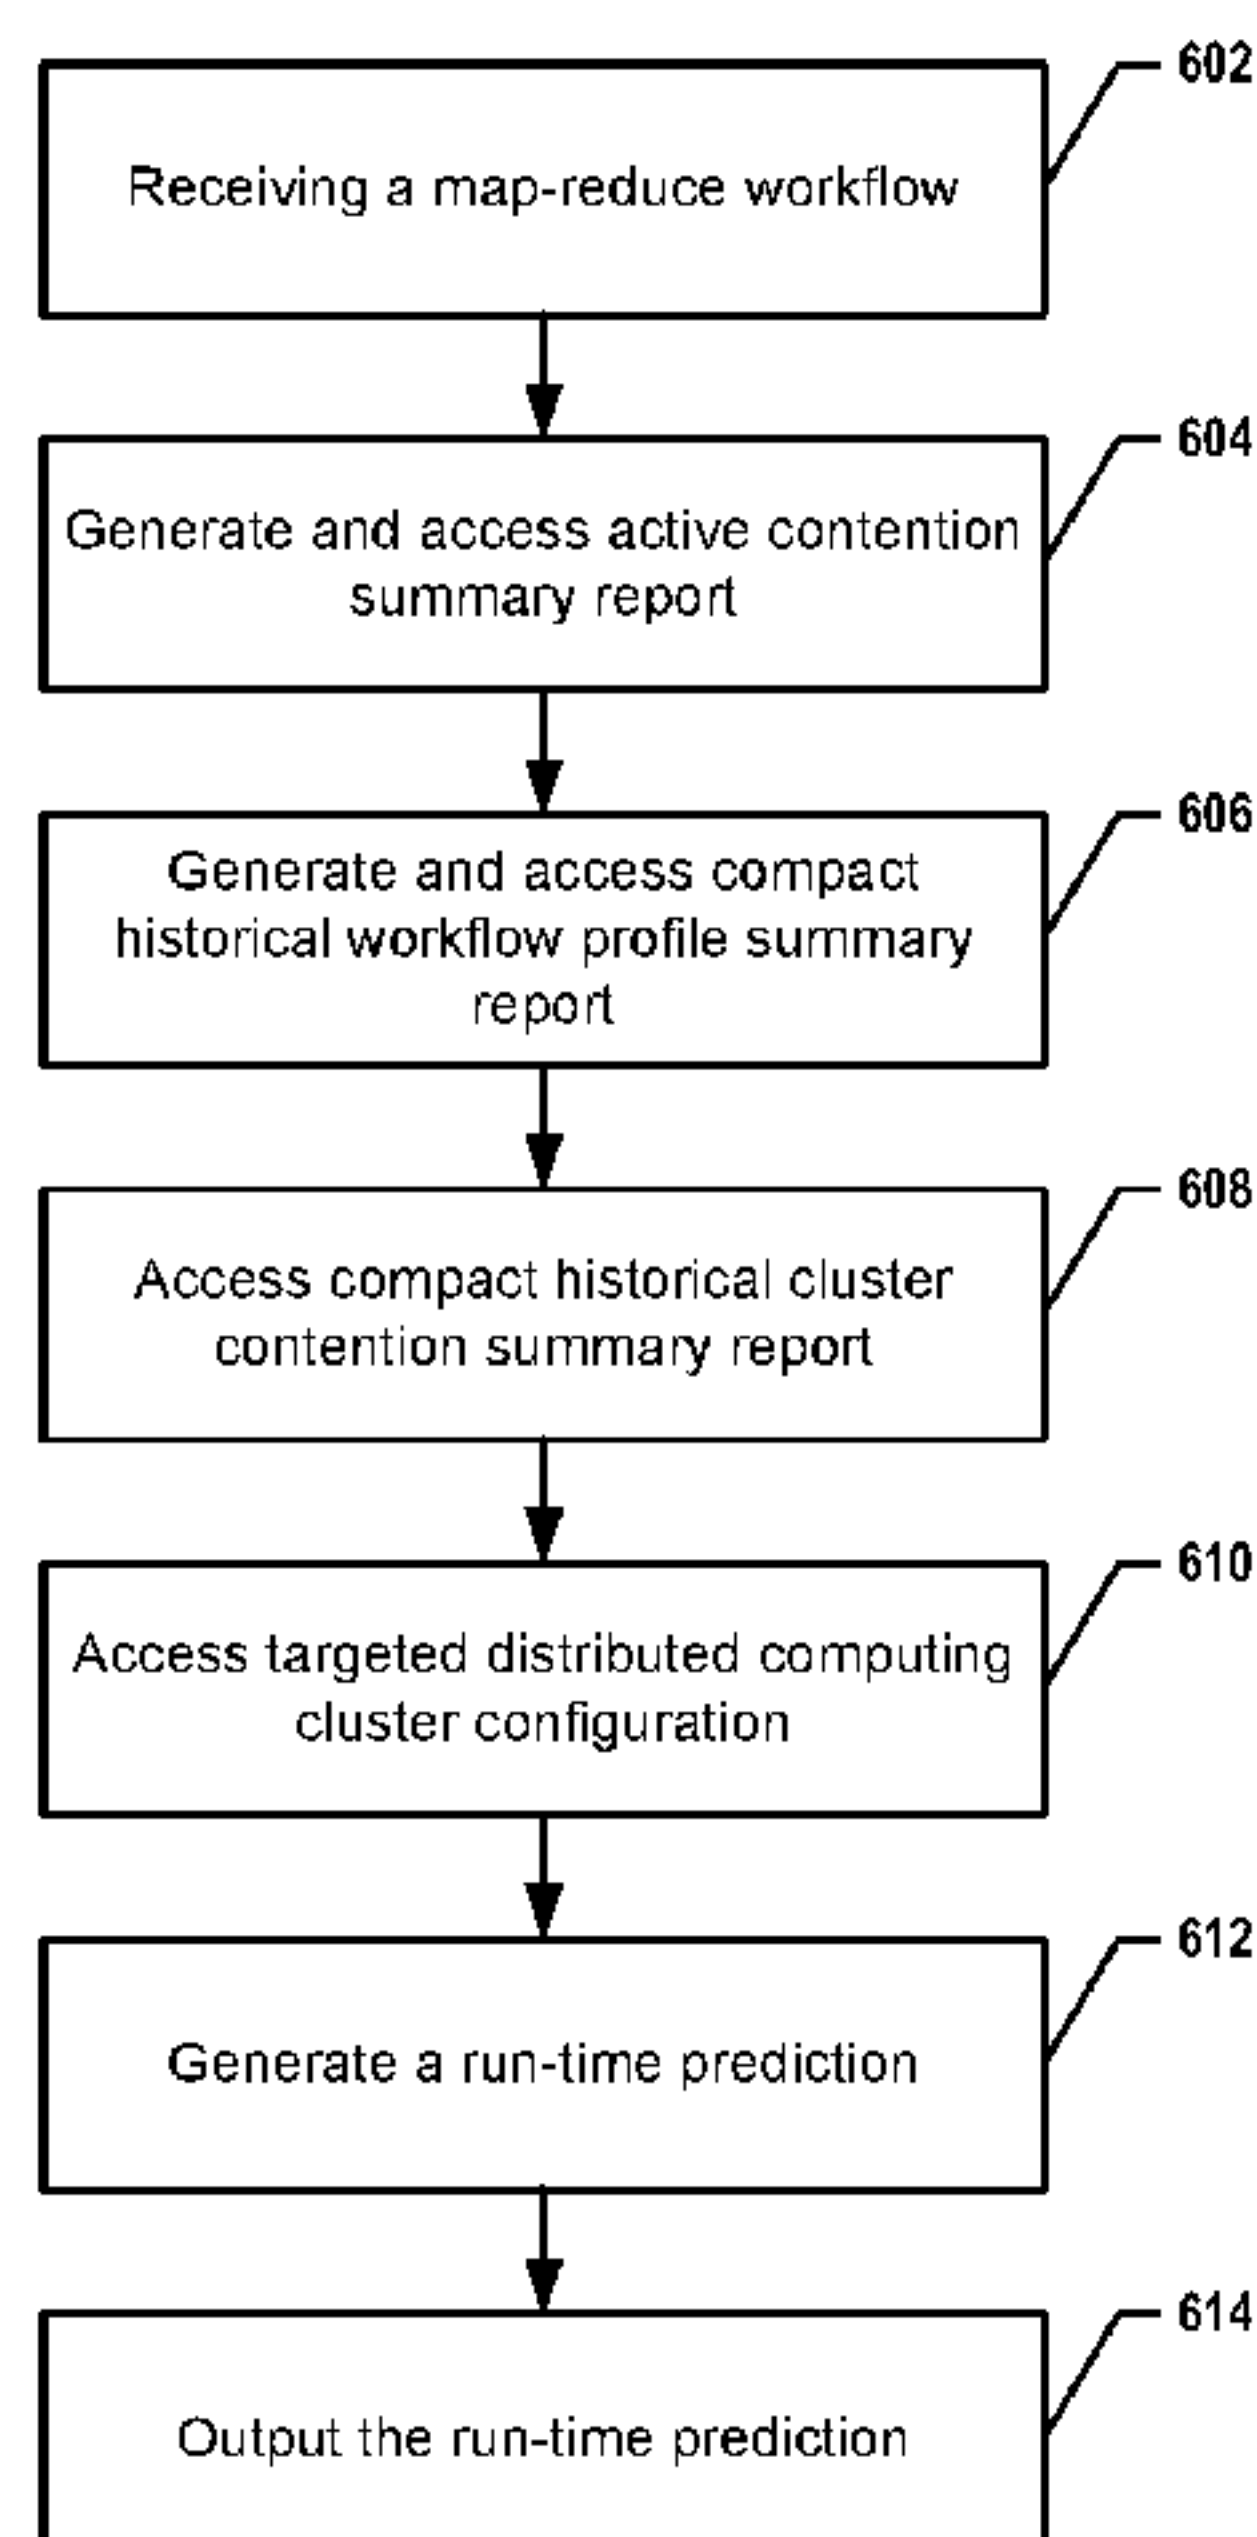 602
Receiving a map-reduce workflow
604
Generate and access active contention
summary report
606
Generate and access compact
historical workflow profile summary
report
608
Access compact historical cluster
contention summary report
610
Access targeted distributed computing
cluster configuration
612
Generate a run-time prediction
614
Output the run-time prediction